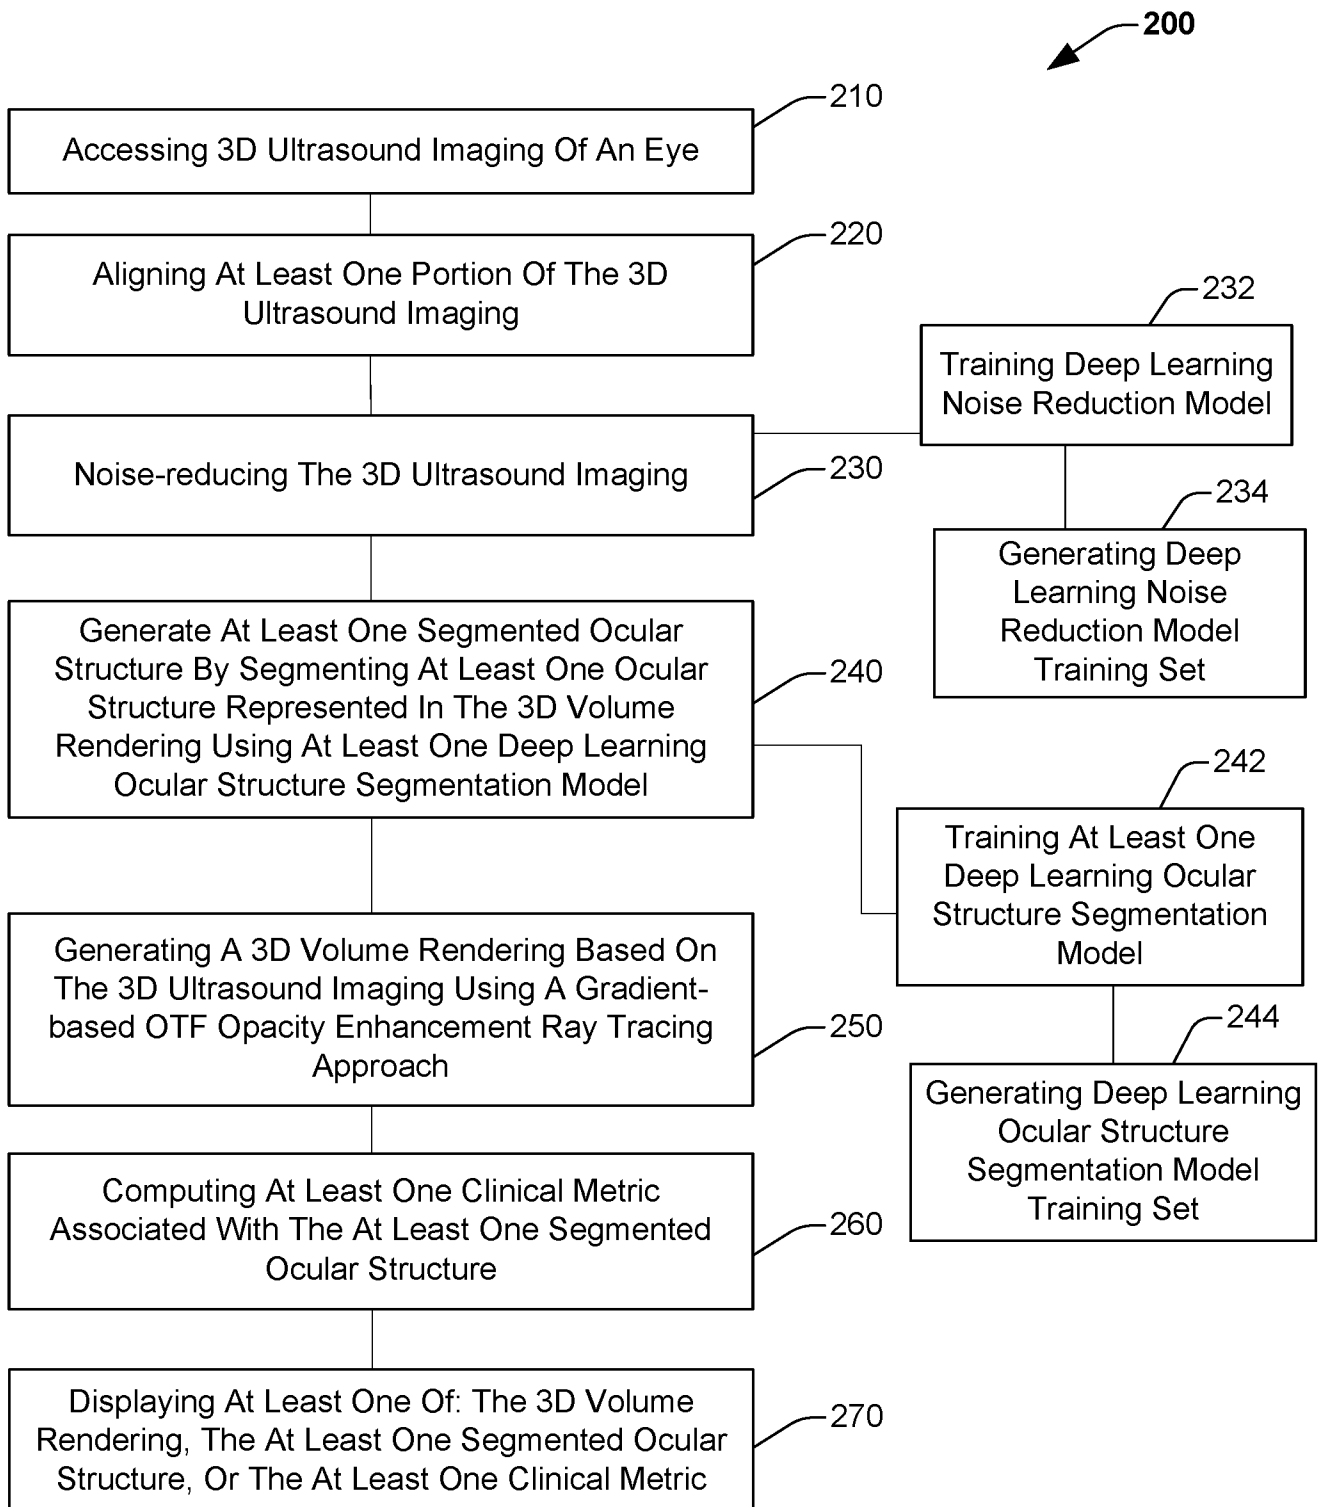 200
210
Accessing 3D Ultrasound Imaging Of An Eye
220
Aligning At Least One Portion Of The 3D
Ultrasound Imaging
232
Training Deep Learning
Noise Reduction Model
Noise-reducing The 3D Ultrasound Imaging
230
234
Generating Deep
Learning Noise
Reduction Model
Training Set
Generate At Least One Segmented Ocular
Structure By Segmenting At Least One Ocular
Structure Represented In The 3D Volume
Rendering Using At Least One Deep Learning
Ocular Structure Segmentation Model
240
242
Training At Least One
Deep Learning Ocular
Structure Segmentation
Model
Generating A 3D Volume Rendering Based On
The 3D Ultrasound Imaging Using A Gradient-
based OTF Opacity Enhancement Ray Tracing
Approach
250
244
Generating Deep Learning
Ocular Structure
Segmentation Model
Training Set
Computing At Least One Clinical Metric
Associated With The At Least One Segmented
Ocular Structure
260
Displaying At Least One Of: The 3D Volume
Rendering, The At Least One Segmented Ocular
Structure, Or The At Least One Clinical Metric
270